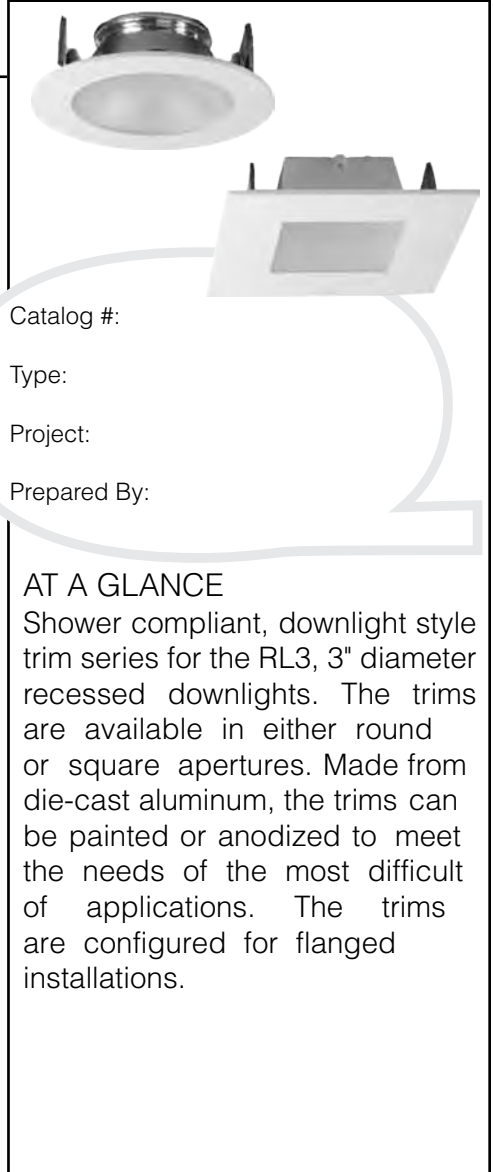 Catalog #:
Type:
Project:
Prepared By:
AT A GLANCE
Shower compliant, downlight style
trim series for the RL3, 3" diameter
recessed downlights. The trims
are available in either round
or square apertures. Made from
die-cast aluminum, the trims can
be painted or anodized to meet
the needs of the most difficult
of applications. The trims
are configured for flanged
installations.